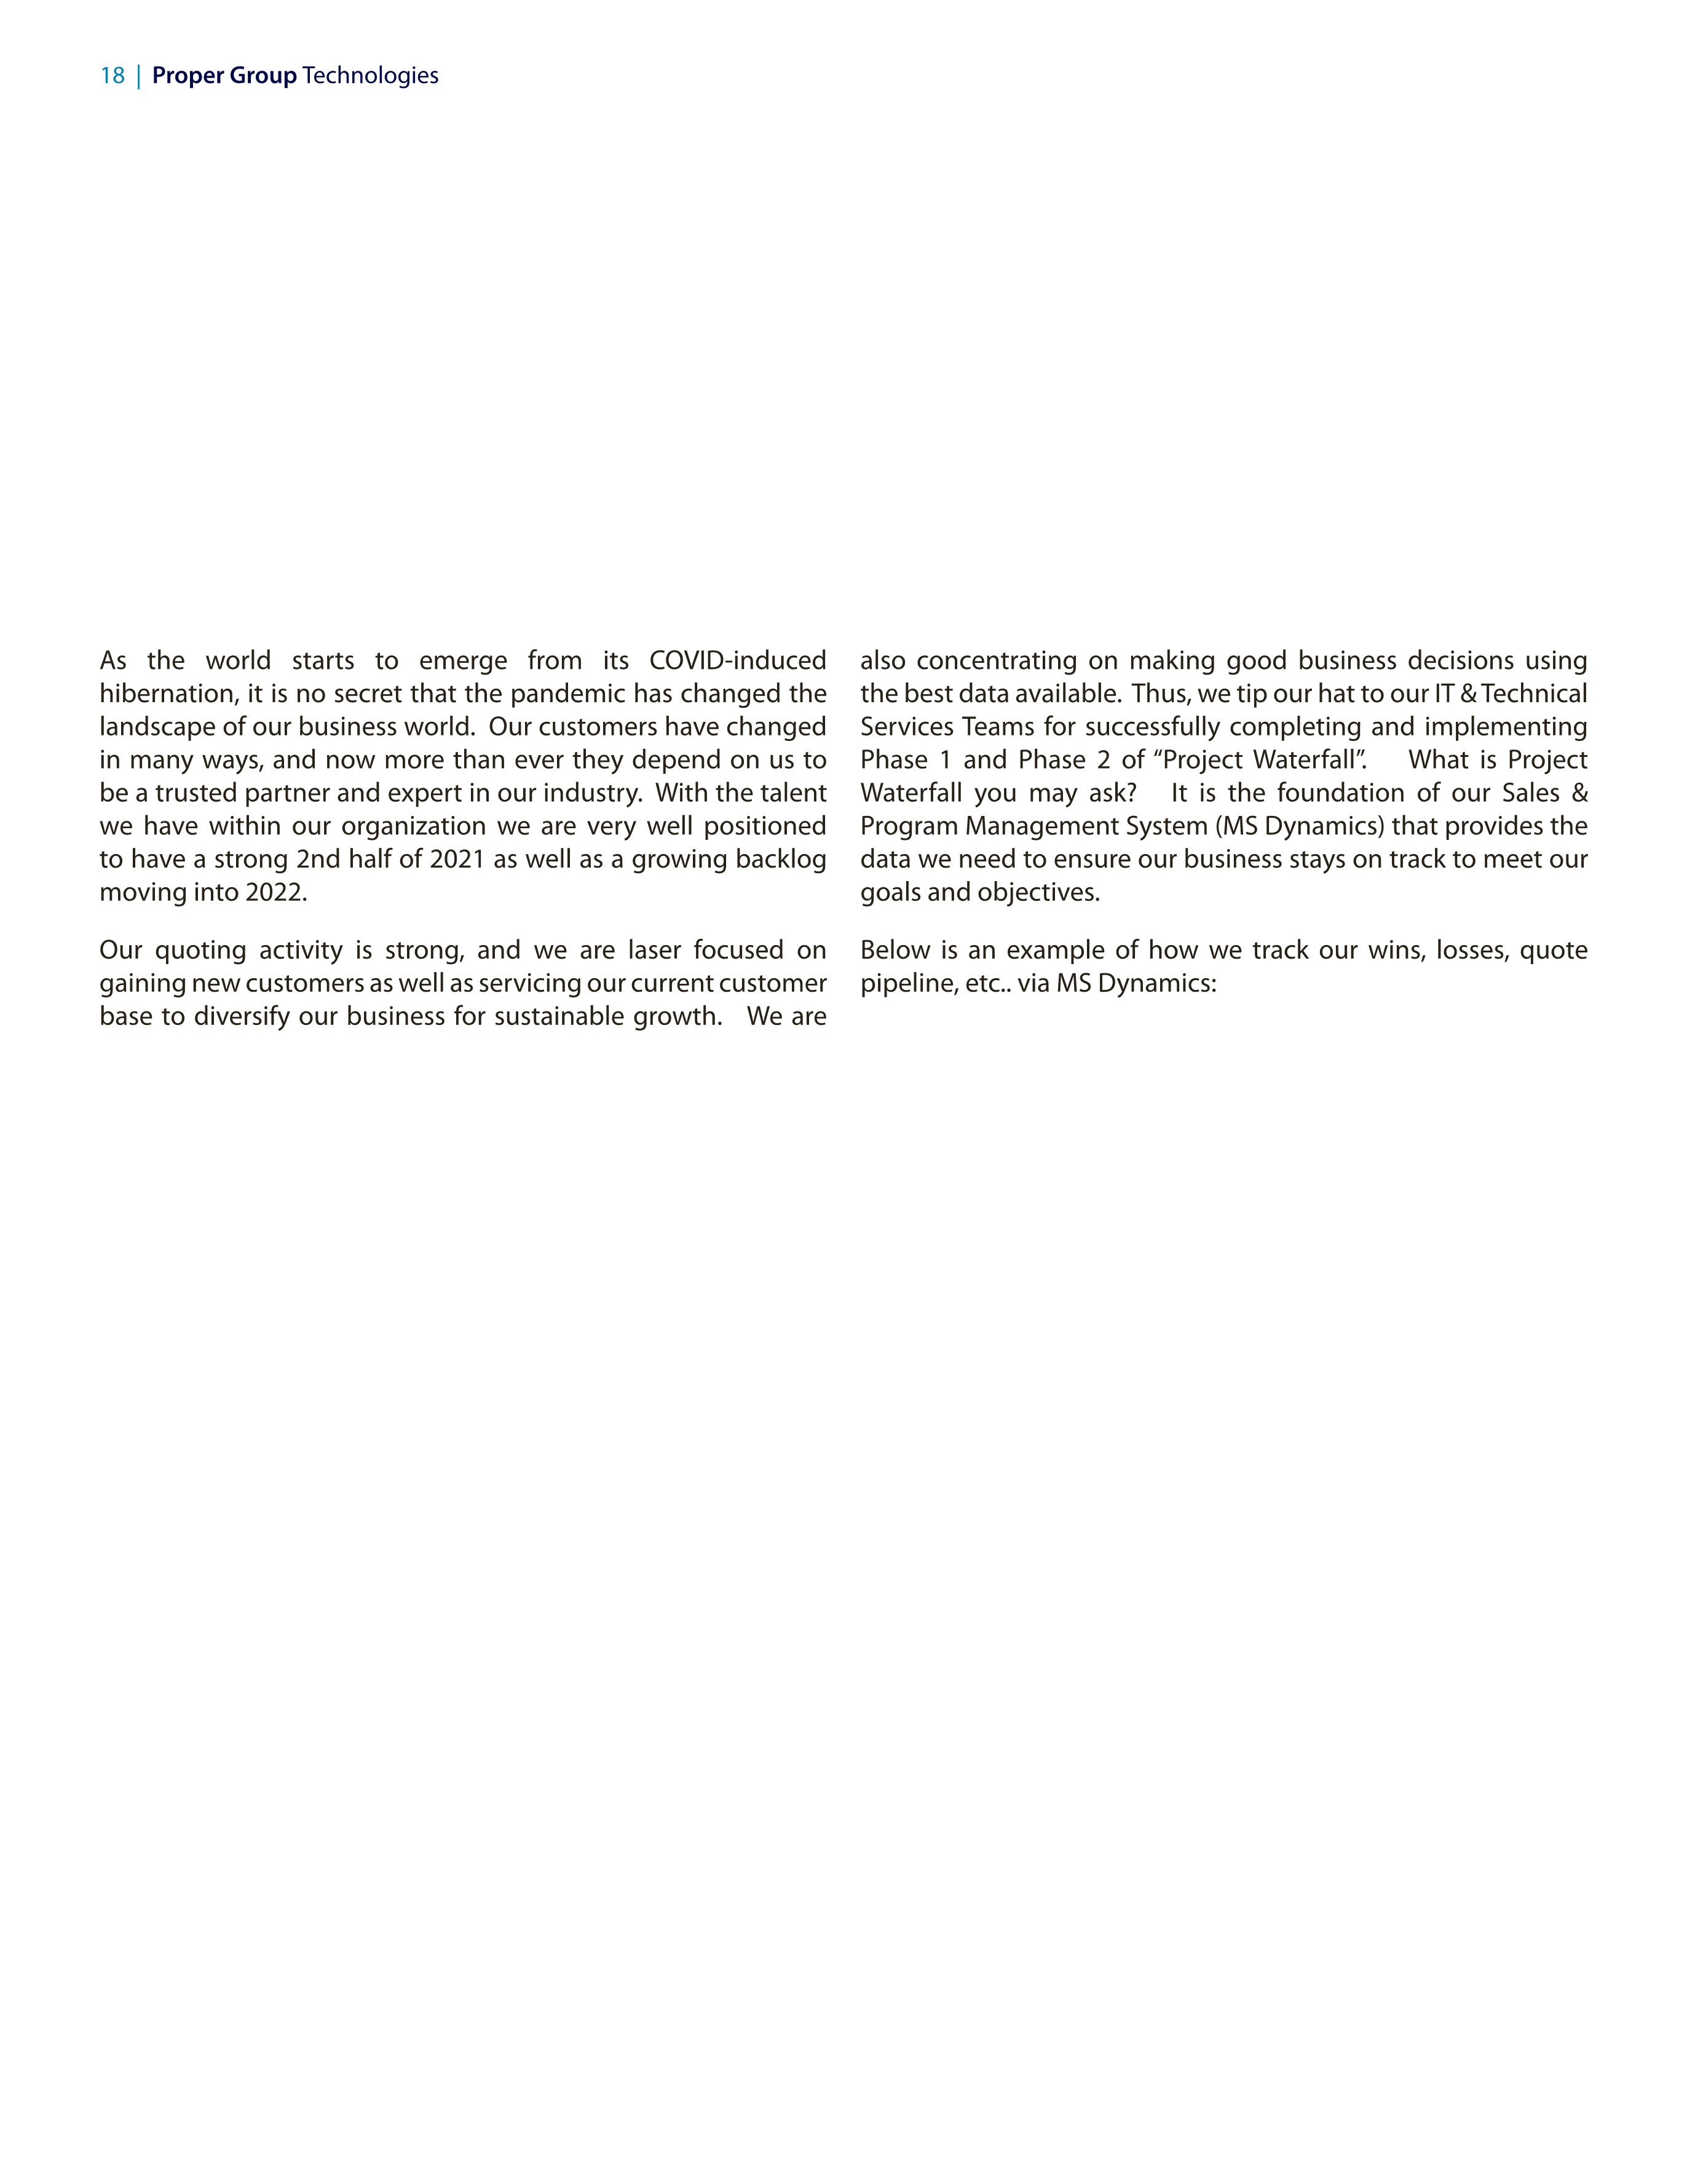 18 | Proper Group Technologies
As the world starts to emerge from its COVID-induced
hibernation, it is no secret that the pandemic has changed the
landscape of our business world. Our customers have changed
in many ways, and now more than ever they depend on us to
be a trusted partner and expert in our industry. With the talent
we have within our organization we are very well positioned
to have a strong 2nd half of 2021 as well as a growing backlog
moving into 2022.
Our quoting activity is strong, and we are laser focused on
gaining new customers as well as servicing our current customer
base to diversify our business for sustainable growth. We are
also concentrating on making good business decisions using
the best data available. Thus, we tip our hat to our IT & Technical
Services Teams for successfully completing and implementing
Phase 1 and Phase 2 of “Project Waterfall”. What is Project
Waterfall you may ask? It is the foundation of our Sales &
Program Management System (MS Dynamics) that provides the
data we need to ensure our business stays on track to meet our
goals and objectives.
Below is an example of how we track our wins, losses, quote
pipeline, etc.. via MS Dynamics: